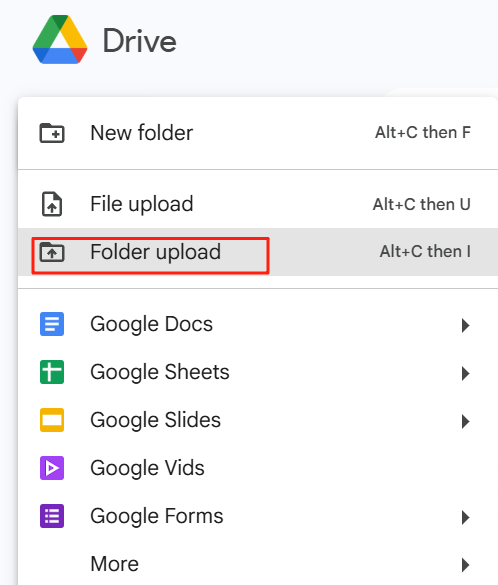 Drive
New folder Alt+C then F
File upload Alt+C then U
Folder upload Alt+C then I
Google Docs
Google Sheets
Google Slides
Google Vids
Google Forms
More